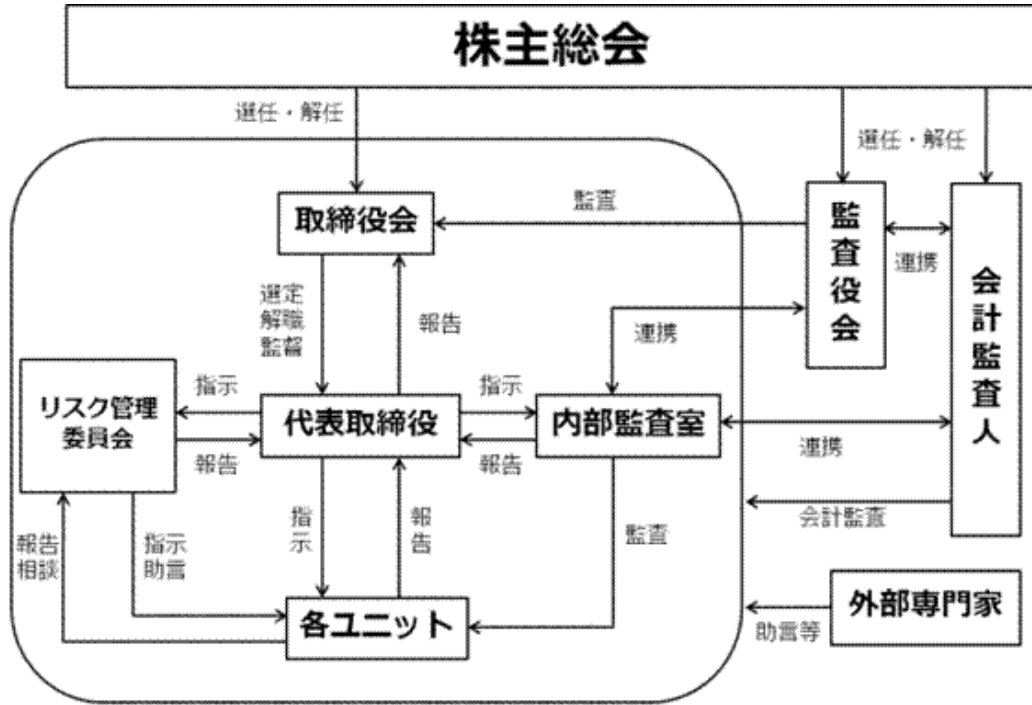 株主総会
選任・解任
選任・解任
取締役会
監査
監査役会
連携
会計監査人
選定
解職
監督
報告
連携
リスク管理
委員会
指示
報告
代表取締役
指示
報告
内部監査室
連携
会計監査
報告
相談
指示
助言
指示
報告
監査
各ユニット
外部専門家
助言等